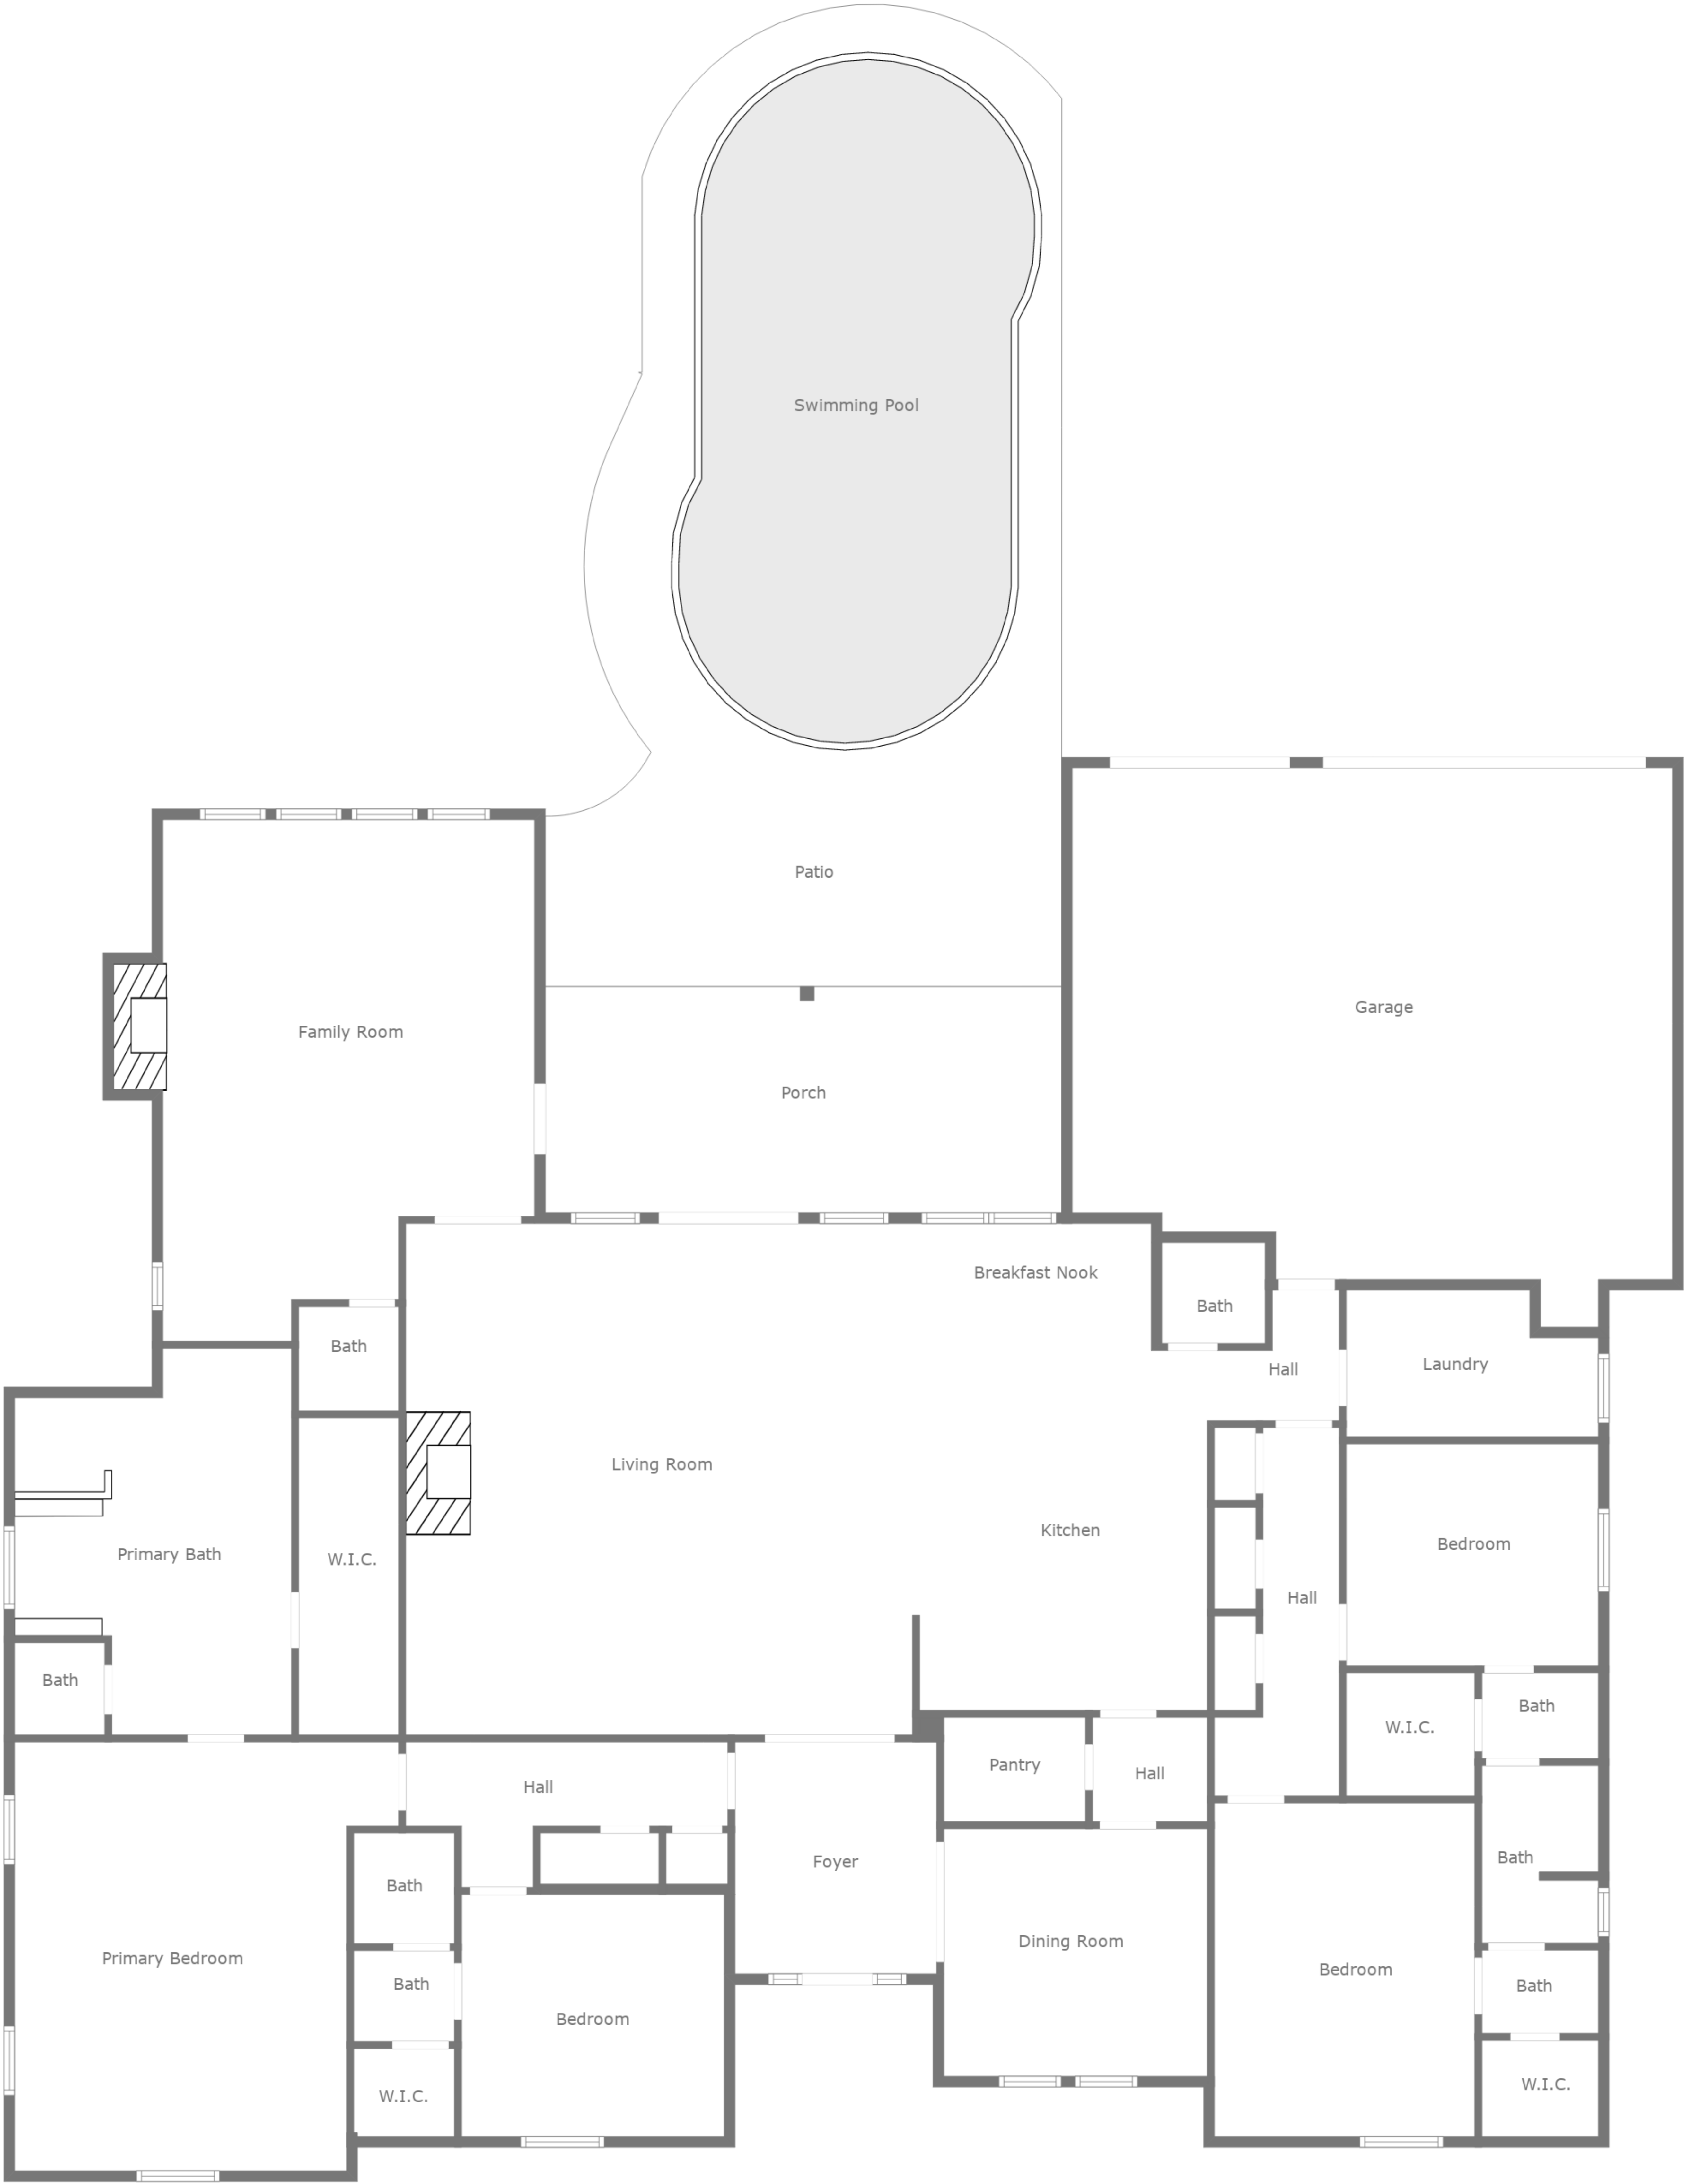 Swimming Pool
Patio
Garage
Family Room
Porch
Breakfast Nook
Bath
Bath
Laundry
Hall
Living Room
Kitchen
Bedroom
Primary Bath
W.I.C.
Hall
Bath
Bath
W.I.C.
Pantry
Hall
Hall
Foyer
Bath
Bath
Dining Room
Primary Bedroom
Bedroom
Bath
Bath
Bedroom
W.I.C.
W.I.C.